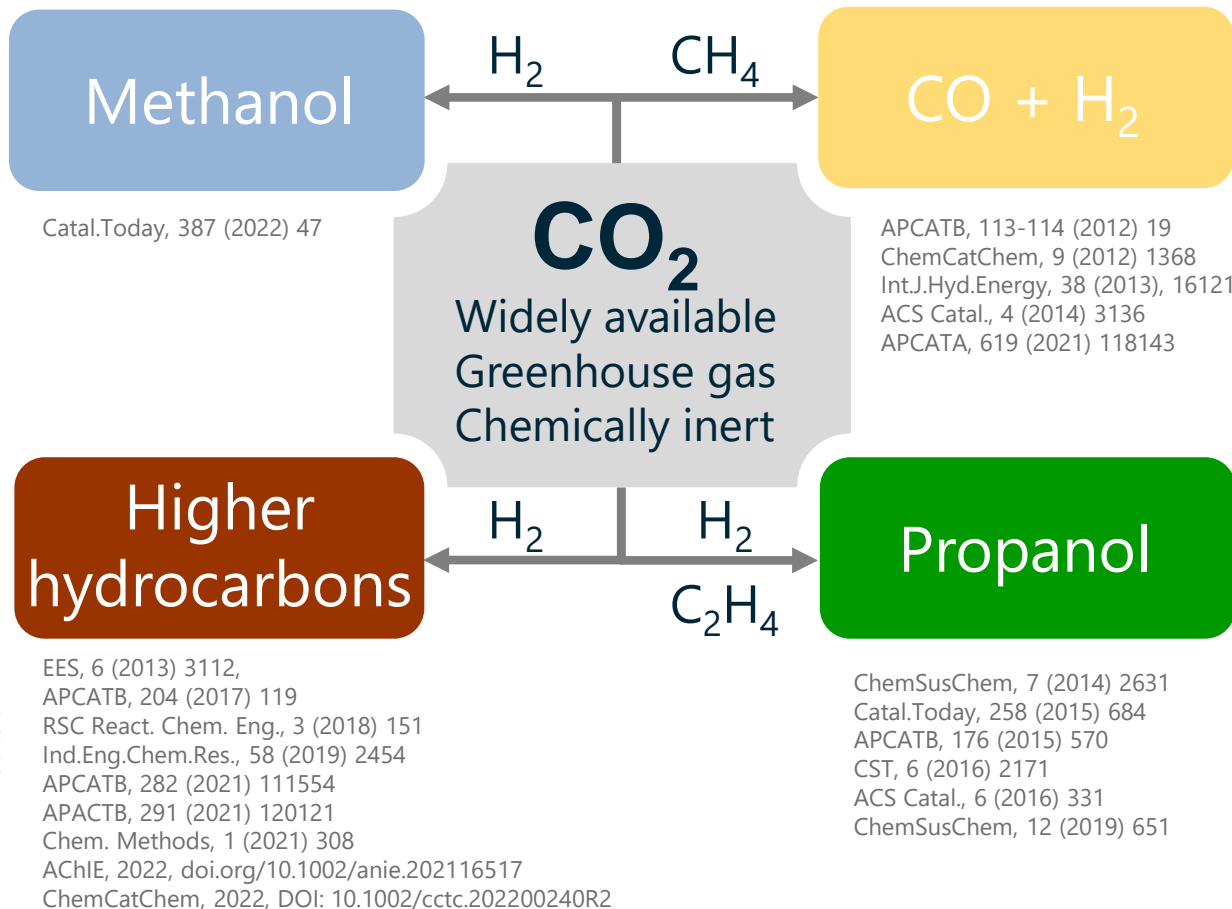 Methanol
H₂
CH₄
CO + H₂
Catal.Today, 387 (2022) 47
CO₂
Widely available
Greenhouse gas
Chemically inert
APCATB, 113-114 (2012) 19
ChemCatChem, 9 (2012) 1368
Int.J.Hyd.Energy, 38 (2013), 16121
ACS Catal., 4 (2014) 3136
APCATA, 619 (2021) 118143
Higher
hydrocarbons
H₂
H₂
C₂H₄
Propanol
EES, 6 (2013) 3112,
APCATB, 204 (2017) 119
RSC React. Chem. Eng., 3 (2018) 151
Ind.Eng.Chem.Res., 58 (2019) 2454
APCATB, 282 (2021) 111554
APACTB, 291 (2021) 120121
Chem. Methods, 1 (2021) 308
AChIE, 2022, doi.org/10.1002/anie.202116517
ChemCatChem, 2022, DOI: 10.1002/cctc.202200240R2
ChemSusChem, 7 (2014) 2631
Catal.Today, 258 (2015) 684
APCATB, 176 (2015) 570
CST, 6 (2016) 2171
ACS Catal., 6 (2016) 331
ChemSusChem, 12 (2019) 651